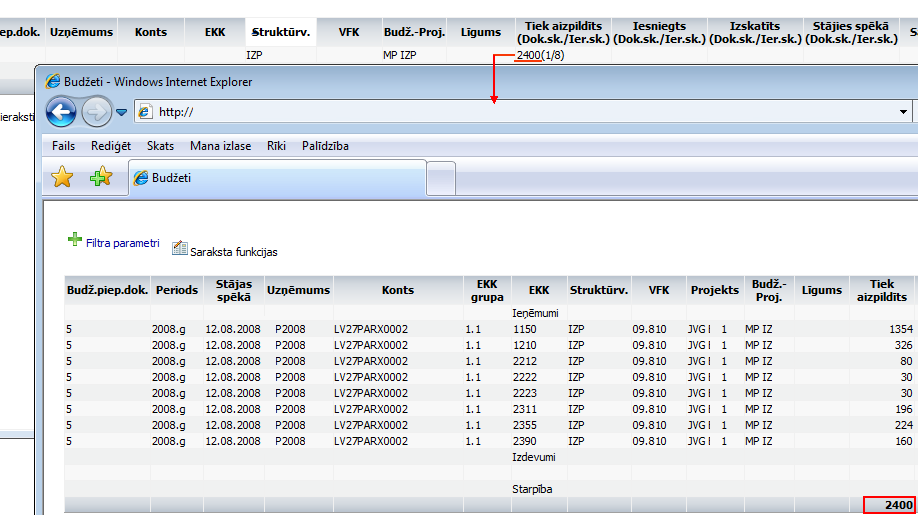 iep.dok. Uzņēmums Konts EKK Struktūrv. VFK Budž.-Proj. Līgums Tiek aizpildīts (Dok.sk./Ier.sk.) Iesniegts (Dok.sk./Ier.sk.) Izskatīts (Dok.sk./Ier.sk.) Stājies spēkā (Dok.sk./Ier.sk.)
IZP MP IZP 2400(1/8)
Budžeti - Windows Internet Explorer
ieraksti
http://
Fails Rediģēt Skats Mana izlase Rīki Palīdzība
Budžeti
Filtra parametri Saraksta funkcijas
Budž.piep.dok. Periods Stājas spēkā Uzņēmums Konts EKK grupa EKK Struktūrv. VFK Projekts Budž.-Proj. Līgums Tiek aizpildīts
Ieņēmumi
5 2008.g 12.08.2008 P2008 LV27PARX0002 1.1 1150 IZP 09.810 JVG I 1 MP IZ 1354
5 2008.g 12.08.2008 P2008 LV27PARX0002 1.1 1210 IZP 09.810 JVG I 1 MP IZ 326
5 2008.g 12.08.2008 P2008 LV27PARX0002 1.1 2212 IZP 09.810 JVG I 1 MP IZ 80
5 2008.g 12.08.2008 P2008 LV27PARX0002 1.1 2222 IZP 09.810 JVG I 1 MP IZ 30
5 2008.g 12.08.2008 P2008 LV27PARX0002 1.1 2223 IZP 09.810 JVG I 1 MP IZ 30
5 2008.g 12.08.2008 P2008 LV27PARX0002 1.1 2311 IZP 09.810 JVG I 1 MP IZ 196
5 2008.g 12.08.2008 P2008 LV27PARX0002 1.1 2355 IZP 09.810 JVG I 1 MP IZ 224
5 2008.g 12.08.2008 P2008 LV27PARX0002 1.1 2390 IZP 09.810 JVG I 1 MP IZ 160
Izdevumi
Starpība
2400